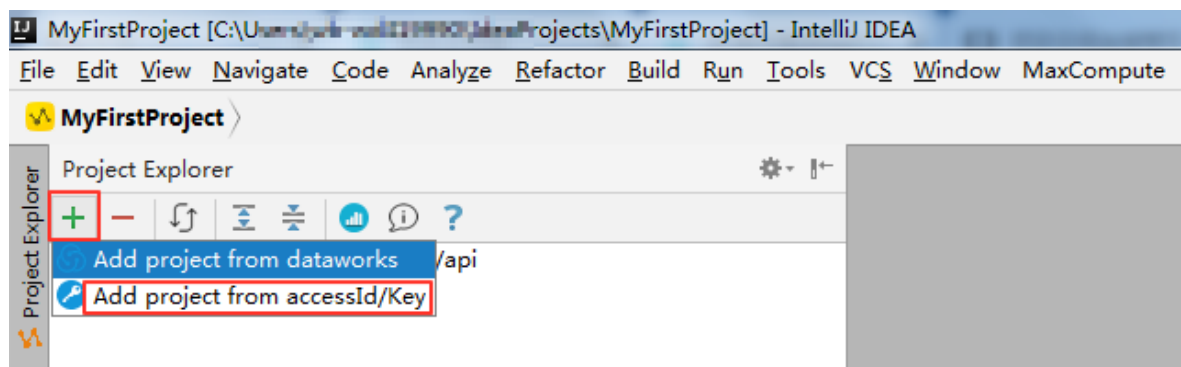 MyFirstProject [C:\U rojects\MyFirstProject] - IntelliJ IDEA
File Edit View Navigate Code Analyze Refactor Build Run Tools VCS Window MaxCompute
MyFirstProject
Project Explorer
Project Explorer
Add project from dataworks /api
Add project from accessId/Key